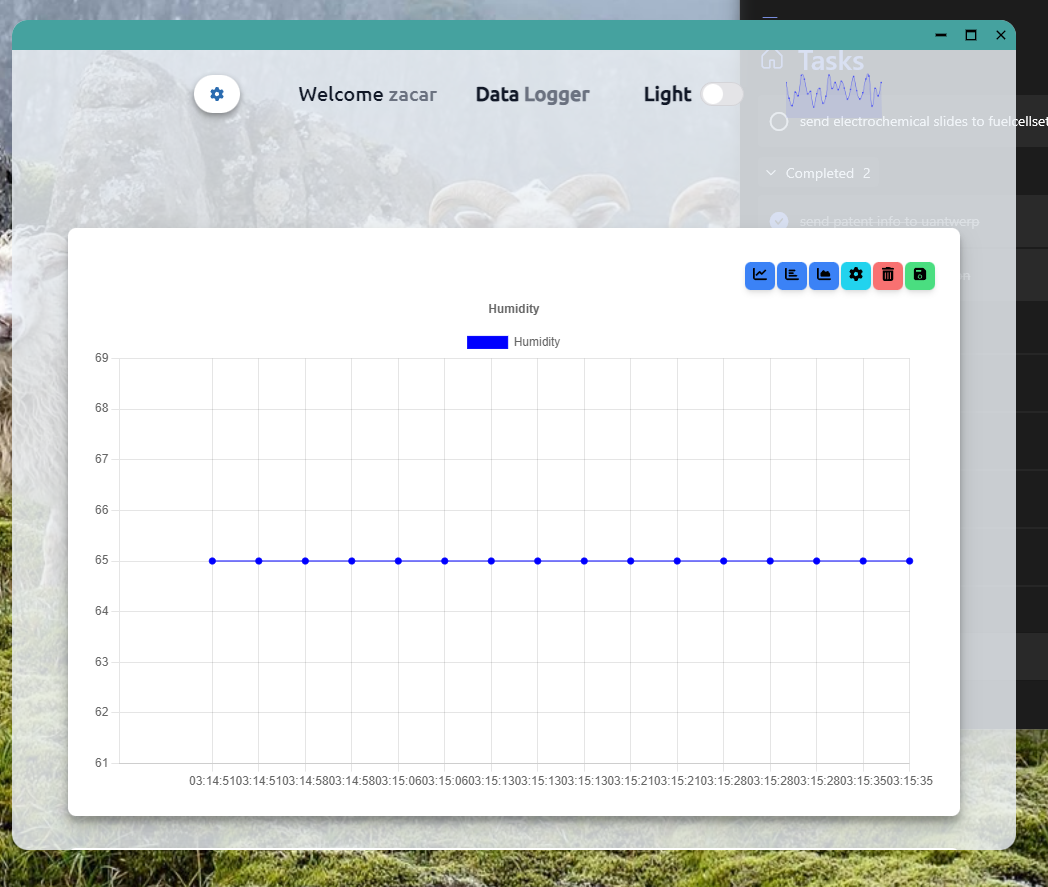 Tasks
Welcome zacar Data Logger Light
send electrochemical slides to fuelcellset
Completed 2
send patent info to uantwerp
Humidity
Humidity
69
68
67
66
65
64
63
62
61
03:14:51 03:14:51 03:14:58 03:14:58 03:15:06 03:15:06 03:15:13 03:15:13 03:15:13 03:15:21 03:15:21 03:15:28 03:15:28 03:15:28 03:15:35 03:15:35